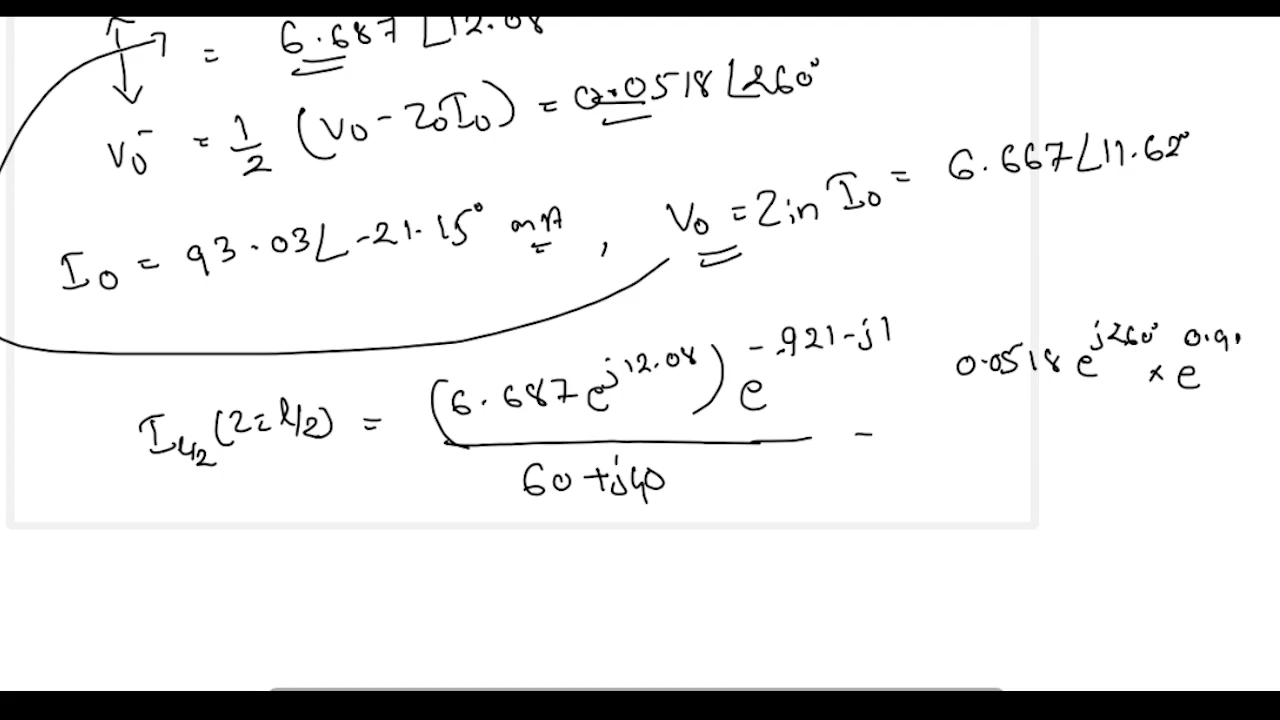 = 6.687 ∠12.08
V₀⁻ = 1/2 (V₀ - Z₀I₀) = 0.0518 ∠260°
I₀ = 93.03∠-21.15° mA , V₀ = Zin I₀ = 6.667∠11.62°
I_{l/2} (z = l/2) = (6.687 e^{j12.08}) e^{-.921-j1} / 60 + j40 - 0.0518 e^{j260°} × e^{0.9.}